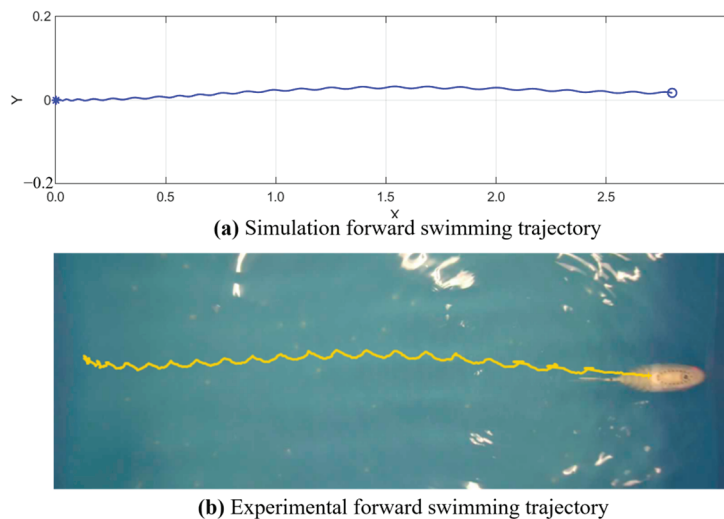 0.2
Y
0
−0.2
0.0
0.5
1.0
1.5
2.0
2.5
X
(a) Simulation forward swimming trajectory
(b) Experimental forward swimming trajectory